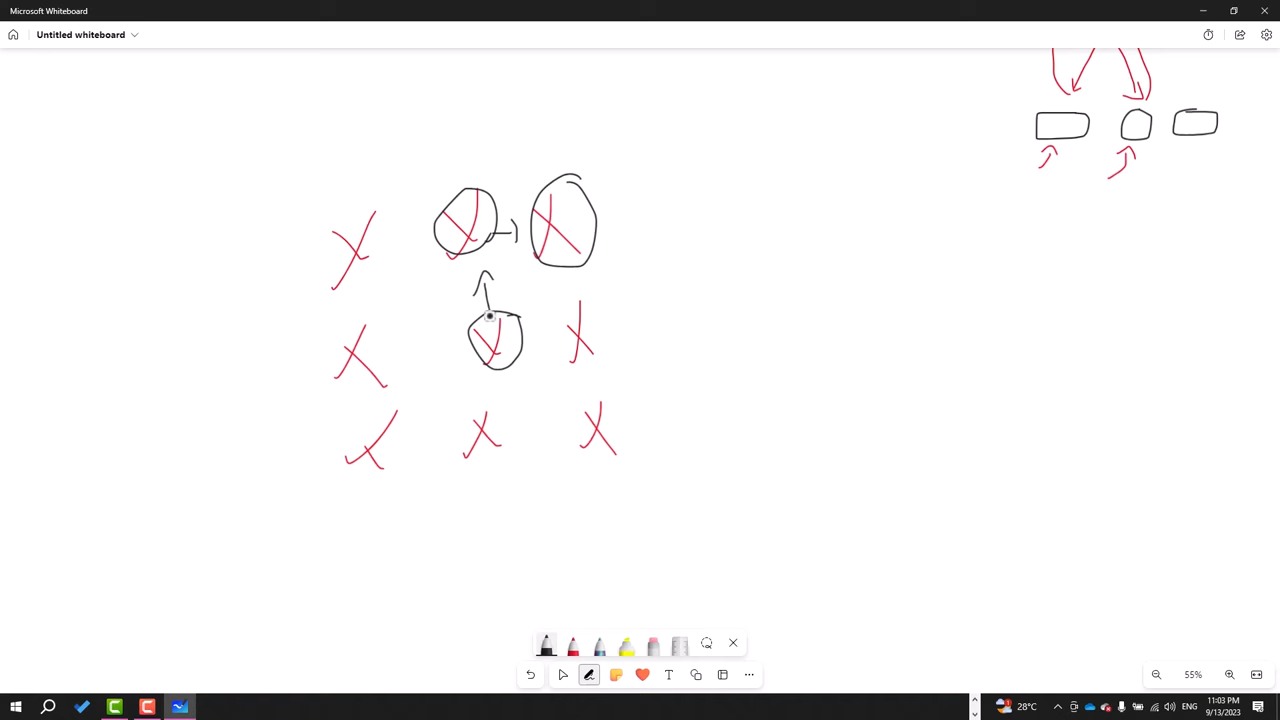 Microsoft Whiteboard
Untitled whiteboard
X X X
X X X
X X X
55%
28°C
ENG
11:03 PM
9/13/2023